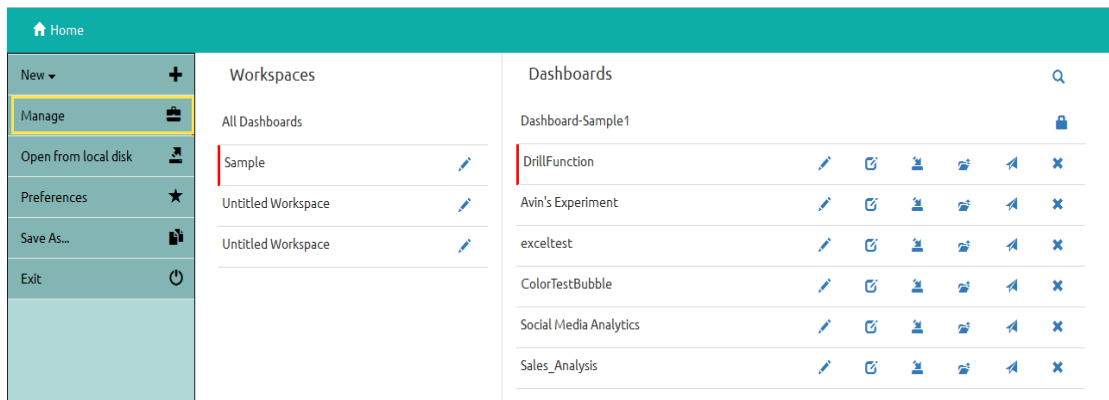 Home
New
Manage
Open from local disk
Preferences
Save As...
Exit
Workspaces
All Dashboards
Sample
Untitled Workspace
Untitled Workspace
Dashboards
Dashboard-Sample1
DrillFunction
Avin's Experiment
exceltest
ColorTestBubble
Social Media Analytics
Sales_Analysis